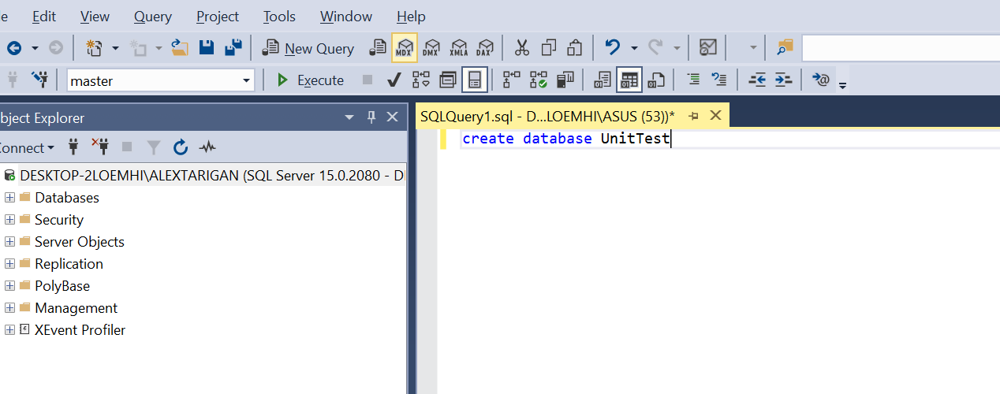 Edit View Query Project Tools Window Help
New Query MDX DMX XMLA DAX
master Execute
bject Explorer
SQLQuery1.sql - D...LOEMHI\ASUS (53))*
onnect
create database UnitTest
DESKTOP-2LOEMHI\ALEXTARIGAN (SQL Server 15.0.2080 - D
Databases
Security
Server Objects
Replication
PolyBase
Management
XEvent Profiler